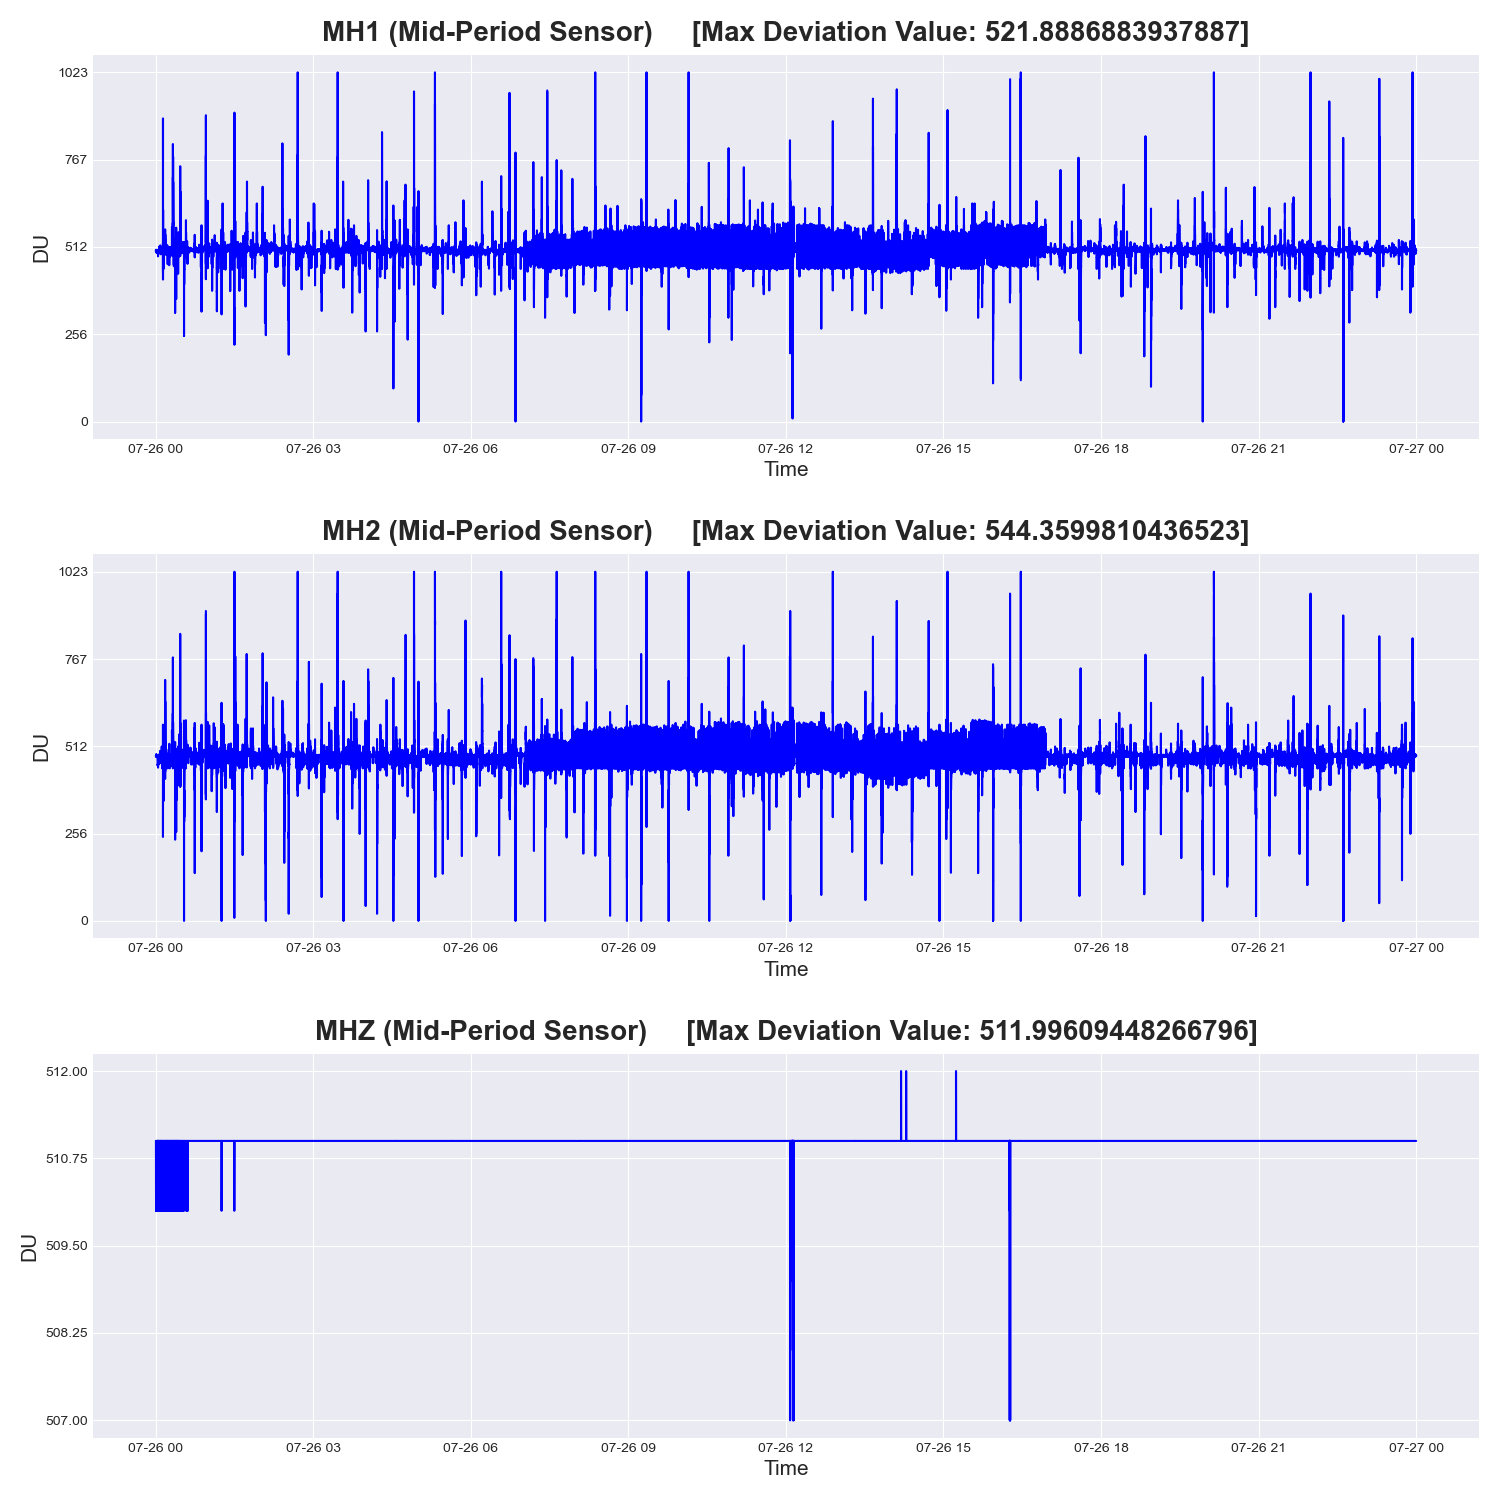 MH1 (Mid-Period Sensor) [Max Deviation Value: 521.8886883937887]
1023
767
512
256
0
DU
07-26 00 07-26 03 07-26 06 07-26 09 07-26 12 07-26 15 07-26 18 07-26 21 07-27 00
Time
MH2 (Mid-Period Sensor) [Max Deviation Value: 544.3599810436523]
1023
767
512
256
0
DU
07-26 00 07-26 03 07-26 06 07-26 09 07-26 12 07-26 15 07-26 18 07-26 21 07-27 00
Time
MHZ (Mid-Period Sensor) [Max Deviation Value: 511.99609448266796]
512.00
510.75
509.50
508.25
507.00
DU
07-26 00 07-26 03 07-26 06 07-26 09 07-26 12 07-26 15 07-26 18 07-26 21 07-27 00
Time